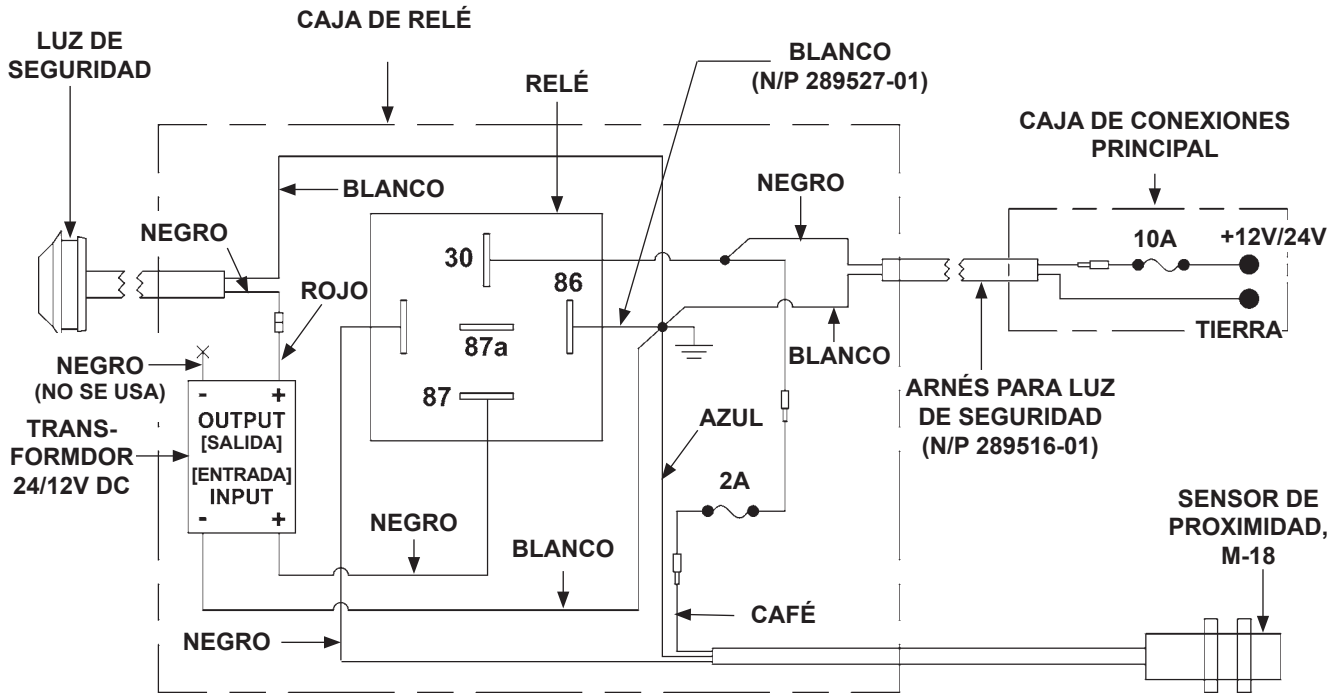 CAJA DE RELÉ
LUZ DE
SEGURIDAD
BLANCO
(N/P 289527-01)
RELÉ
CAJA DE CONEXIONES
PRINCIPAL
BLANCO
NEGRO
NEGRO
10A
+12V/24V
30
86
ROJO
87a
TIERRA
BLANCO
NEGRO
(NO SE USA)
87
ARNÉS PARA LUZ
DE SEGURIDAD
(N/P 289516-01)
- +
OUTPUT
[SALIDA]
[ENTRADA]
INPUT
- +
TRANS-
FORMDOR
24/12V DC
AZUL
2A
SENSOR DE
PROXIMIDAD,
M-18
NEGRO
BLANCO
CAFÉ
NEGRO